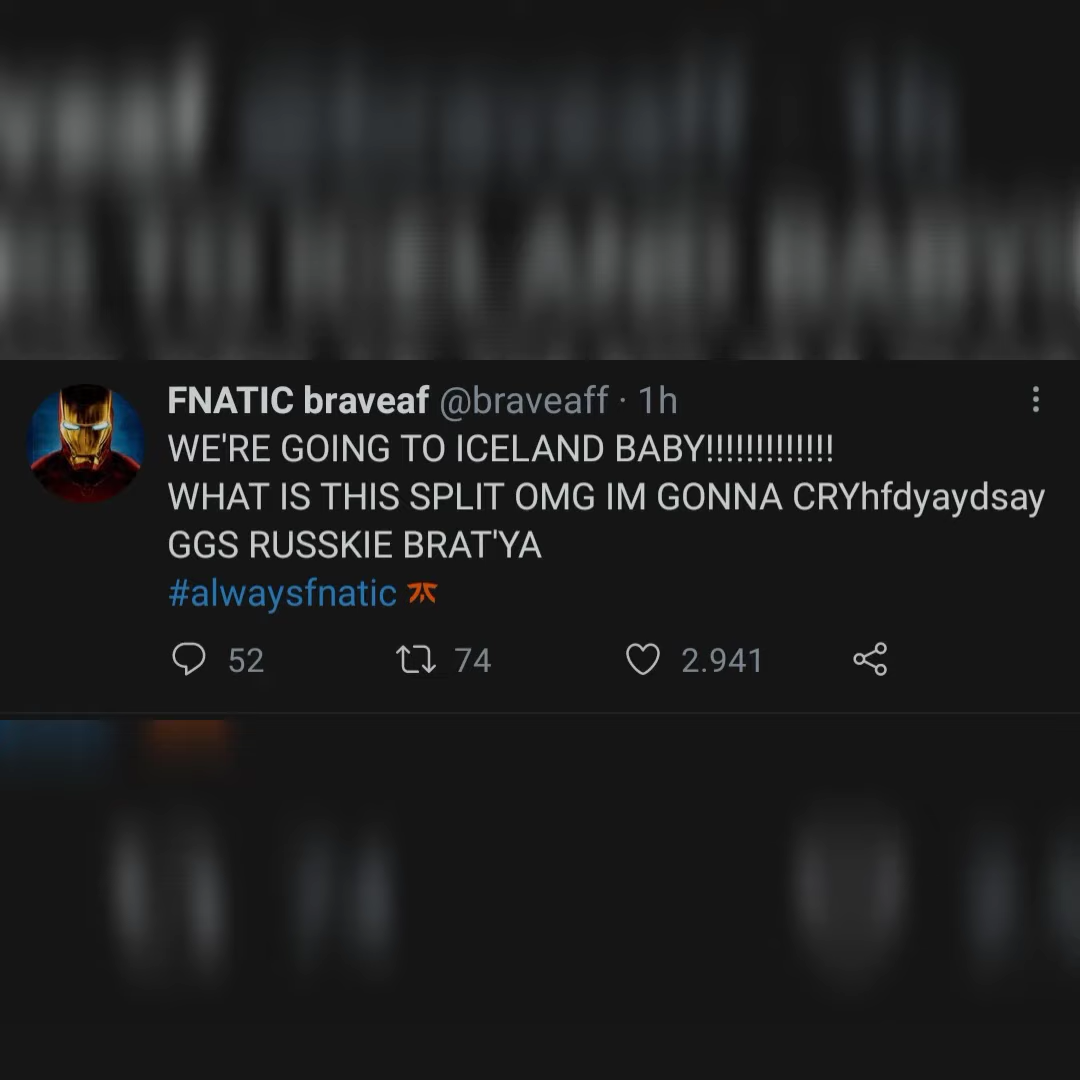 FNATIC braveaf @braveaff · 1h
WE'RE GOING TO ICELAND BABY!!!!!!!!!!!!!
WHAT IS THIS SPLIT OMG IM GONNA CRYhfdyaydsay
GGS RUSSKIE BRAT'YA
#alwaysfnatic
52 74 2.941